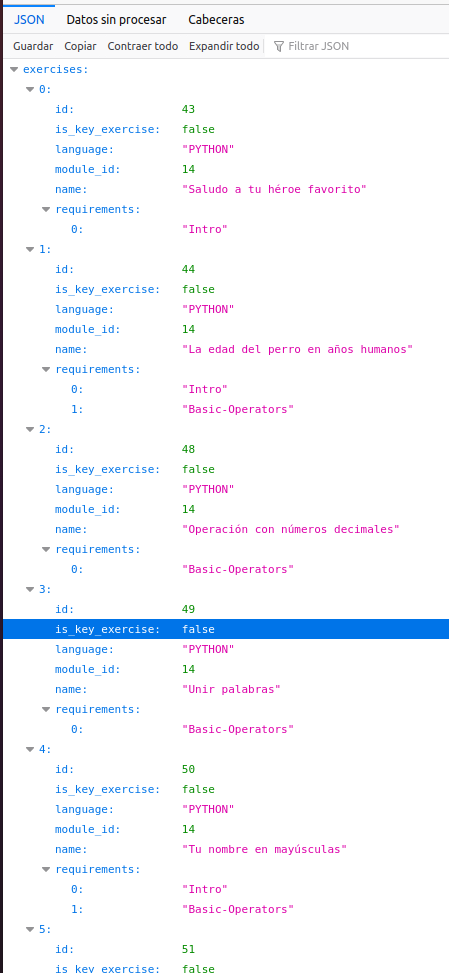 JSON Datos sin procesar Cabeceras
Guardar Copiar Contraer todo Expandir todo Filtrar JSON
exercises:
0:
id: 43
is_key_exercise: false
language: "PYTHON"
module_id: 14
name: "Saludo a tu héroe favorito"
requirements:
0: "Intro"
1:
id: 44
is_key_exercise: false
language: "PYTHON"
module_id: 14
name: "La edad del perro en años humanos"
requirements:
0: "Intro"
1: "Basic-Operators"
2:
id: 48
is_key_exercise: false
language: "PYTHON"
module_id: 14
name: "Operación con números decimales"
requirements:
0: "Basic-Operators"
3:
id: 49
is_key_exercise: false
language: "PYTHON"
module_id: 14
name: "Unir palabras"
requirements:
0: "Basic-Operators"
4:
id: 50
is_key_exercise: false
language: "PYTHON"
module_id: 14
name: "Tu nombre en mayúsculas"
requirements:
0: "Intro"
1: "Basic-Operators"
5:
id: 51
is_key_exercise: false